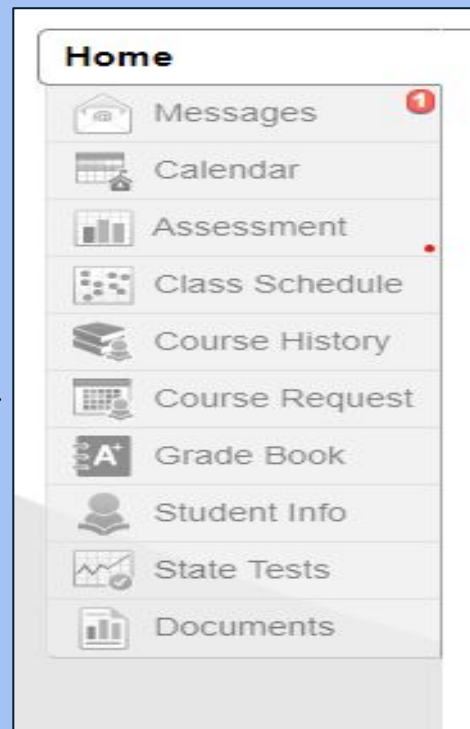 Home
Messages 1
Calendar
Assessment
Class Schedule
Course History
Course Request
A+ Grade Book
Student Info
State Tests
Documents